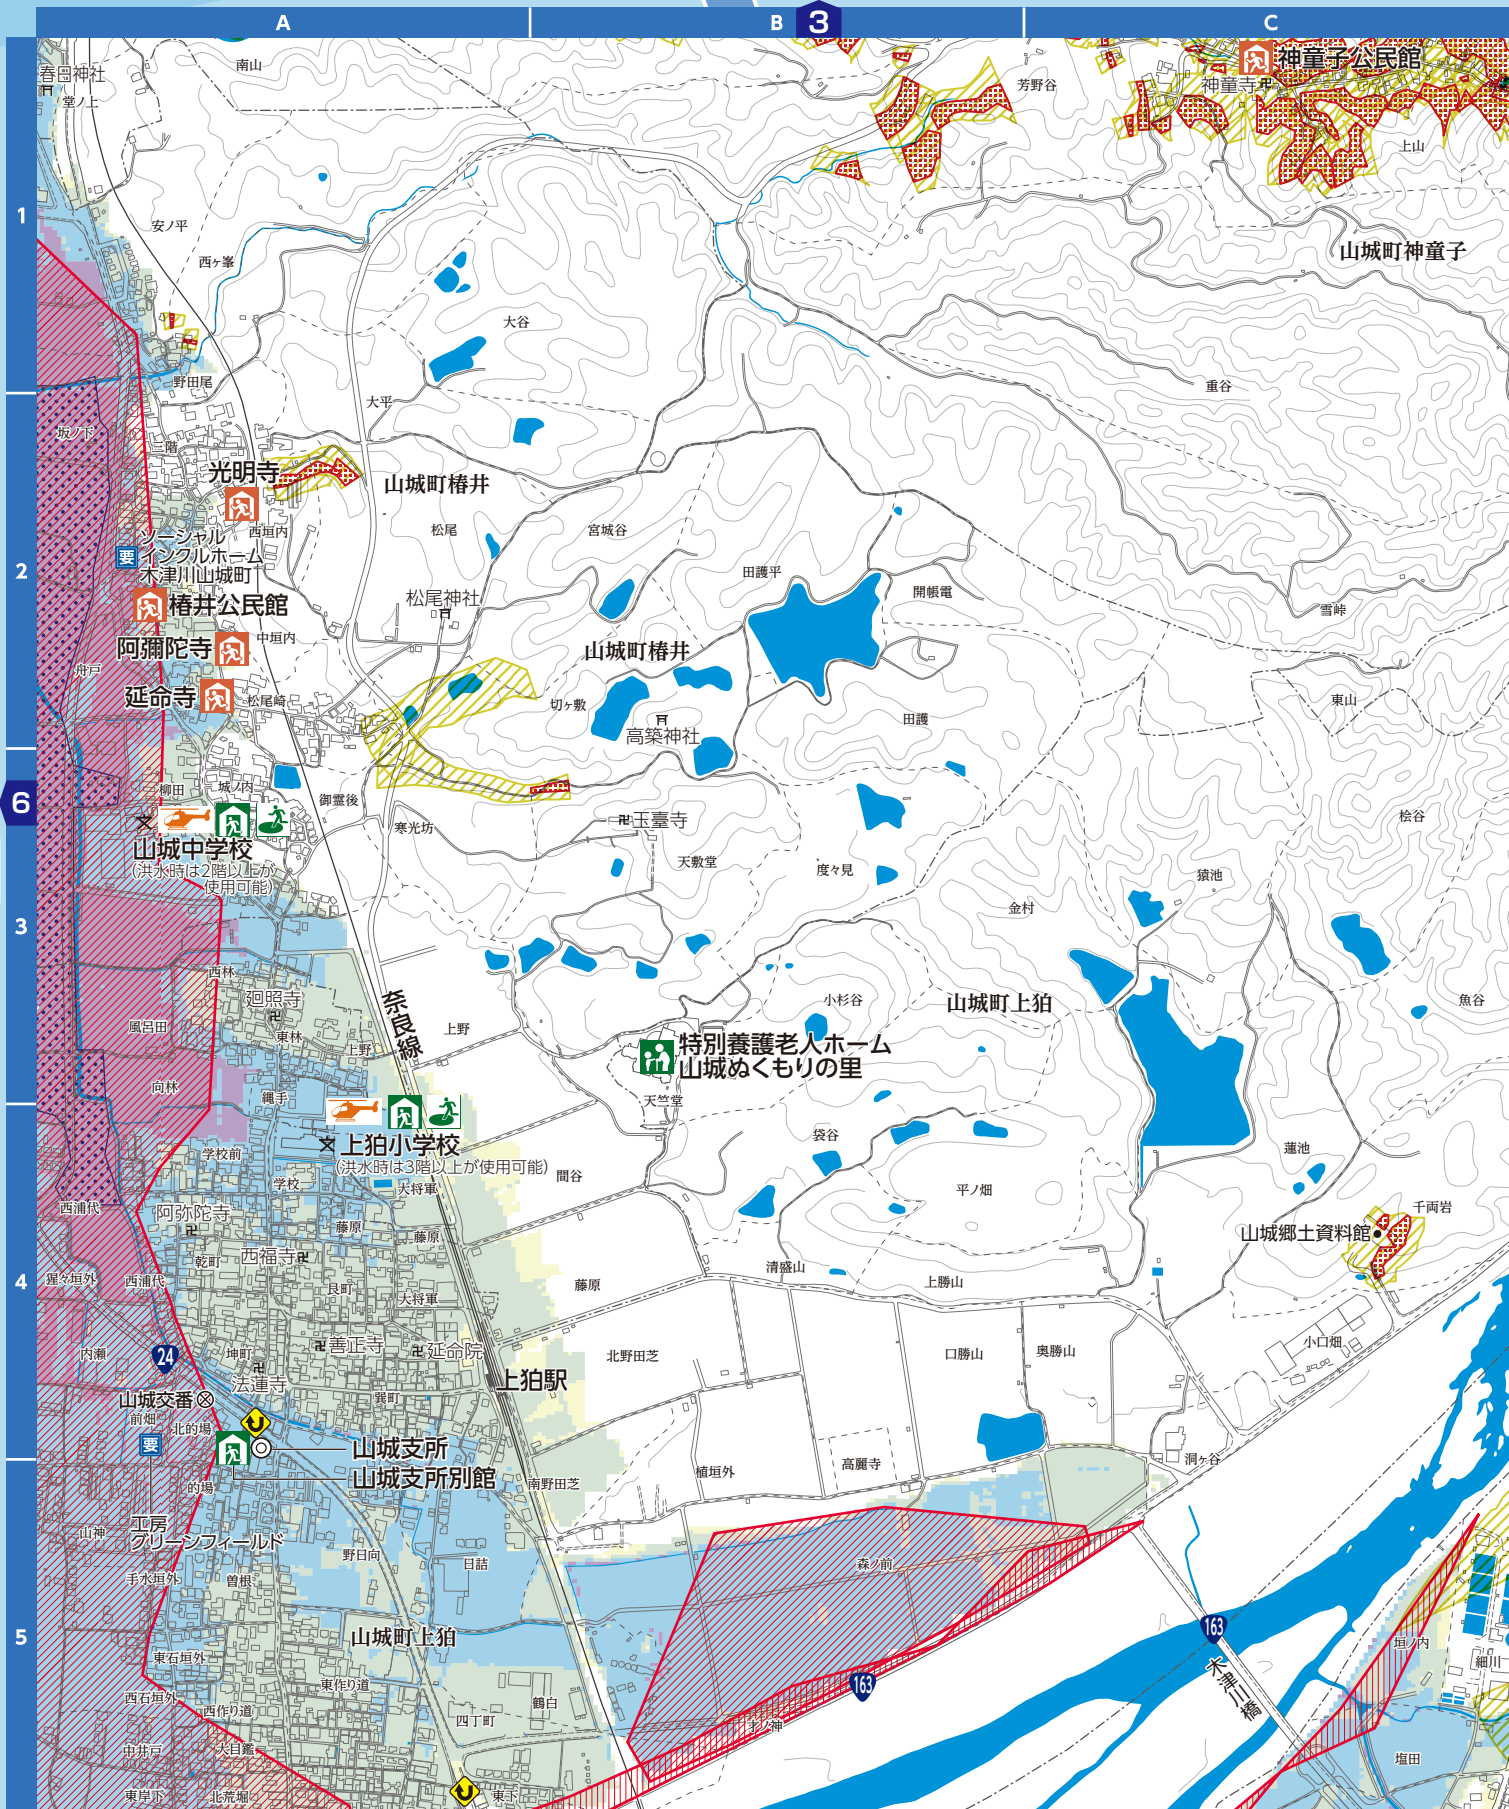 A
B
3
C
1
2
6
3
4
5
春日神社
堂ノ上
南山
芳野谷
神童子公民館
神童寺
上山
安ノ平
西ヶ峯
山城町神童子
大谷
野田尾
大平
重谷
坂ノ下
三階
光明寺
山城町椿井
松尾
宮城谷
西垣内
要
ソーシャル
インクルホーム
木津川山城町
田護平
開帳電
雪峠
椿井公民館
松尾神社
阿彌陀寺
中垣内
山城町椿井
舟戸
延命寺
松尾崎
切ヶ敷
高築神社
田護
東山
柳田
城ノ内
御霊後
寒光坊
玉臺寺
桧谷
山城中学校
(洪水時は2階以上が
使用可能)
天敷堂
度々見
猿池
金村
西林
廻照寺
奈良線
小杉谷
山城町上狛
魚谷
風呂田
東林
上野
上野
特別養護老人ホーム
山城ぬくもりの里
向林
縄手
天竺堂
上狛小学校
(洪水時は3階以上が使用可能)
学校前
袋谷
蓮池
間谷
学校
大将軍
平ノ畑
西浦代
阿弥陀寺
藤原
藤原
千両岩
山城郷土資料館
乾町
西福寺
猩々垣外
西浦代
艮町
大将軍
藤原
清盛山
上勝山
内瀬
24
坤町
善正寺
延命院
北野田芝
口勝山
奥勝山
小口畑
法蓮寺
上狛駅
山城交番
巽町
前畑
北的場
要
山城支所
山城支所別館
的場
南野田芝
植垣外
高麗寺
洞ヶ谷
山神
工房
グリーンフィールド
野日向
日詰
森ノ前
手水垣外
曽根
163
垣ノ内
山城町上狛
東石垣外
細川
木津川橋
西石垣外
東作り道
163
西作り道
鶴白
四丁町
才ノ神
中井戸
大目鑑
塩田
東岸下
北荒堀
東下